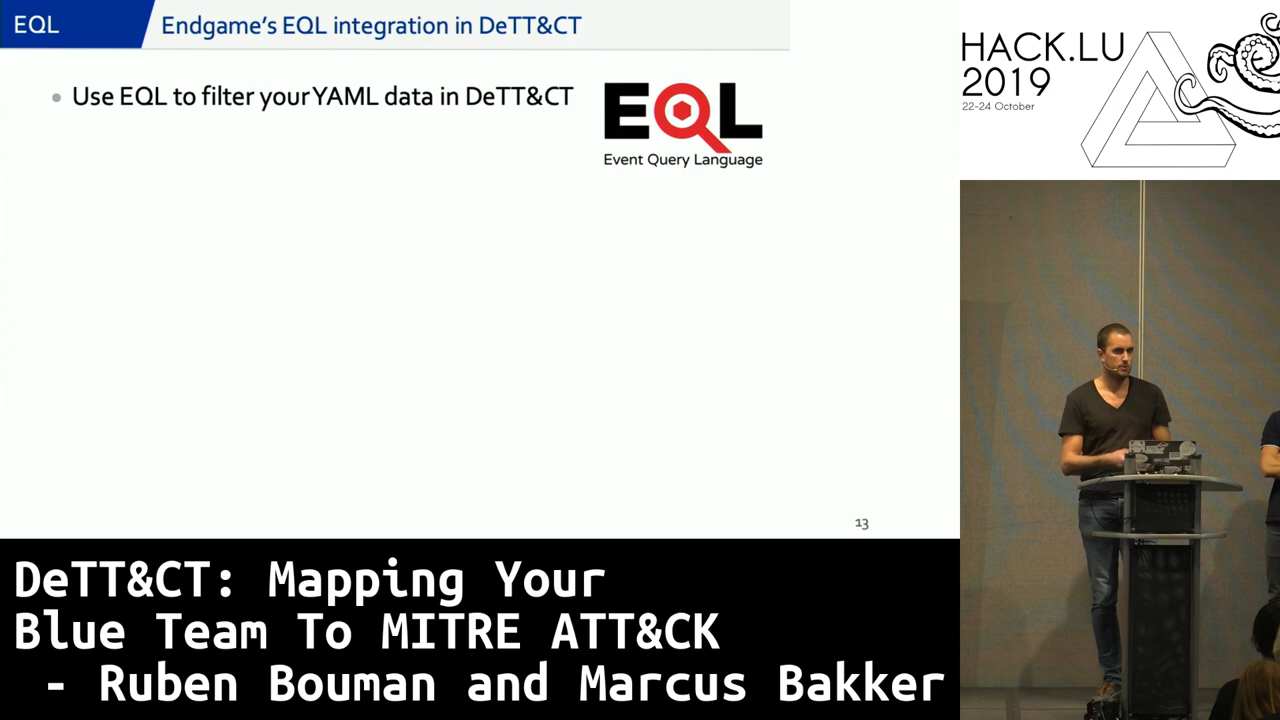 EQL
Endgame's EQL integration in DeTT&CT
Use EQL to filter your YAML data in DeTT&CT
EQL
Event Query Language
13
HACK.LU
2019
22-24 October
DeTT&CT: Mapping Your
Blue Team To MITRE ATT&CK
- Ruben Bouman and Marcus Bakker